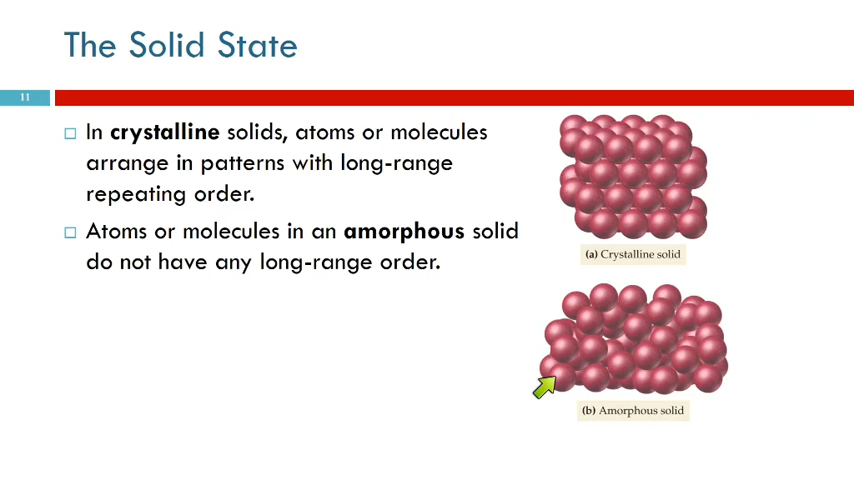 The Solid State
11
In crystalline solids, atoms or molecules
arrange in patterns with long-range
repeating order.
Atoms or molecules in an amorphous solid
do not have any long-range order.
(a) Crystalline solid
(b) Amorphous solid